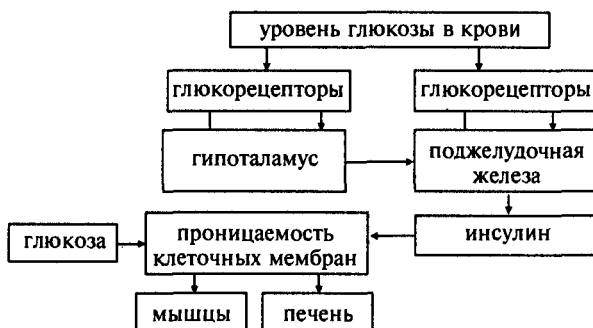 уровень глюкозы в крови
глюкорецепторы
глюкорецепторы
гипоталамус
поджелудочная
железа
глюкоза
проницаемость
клеточных мембран
инсулин
мышцы
печень